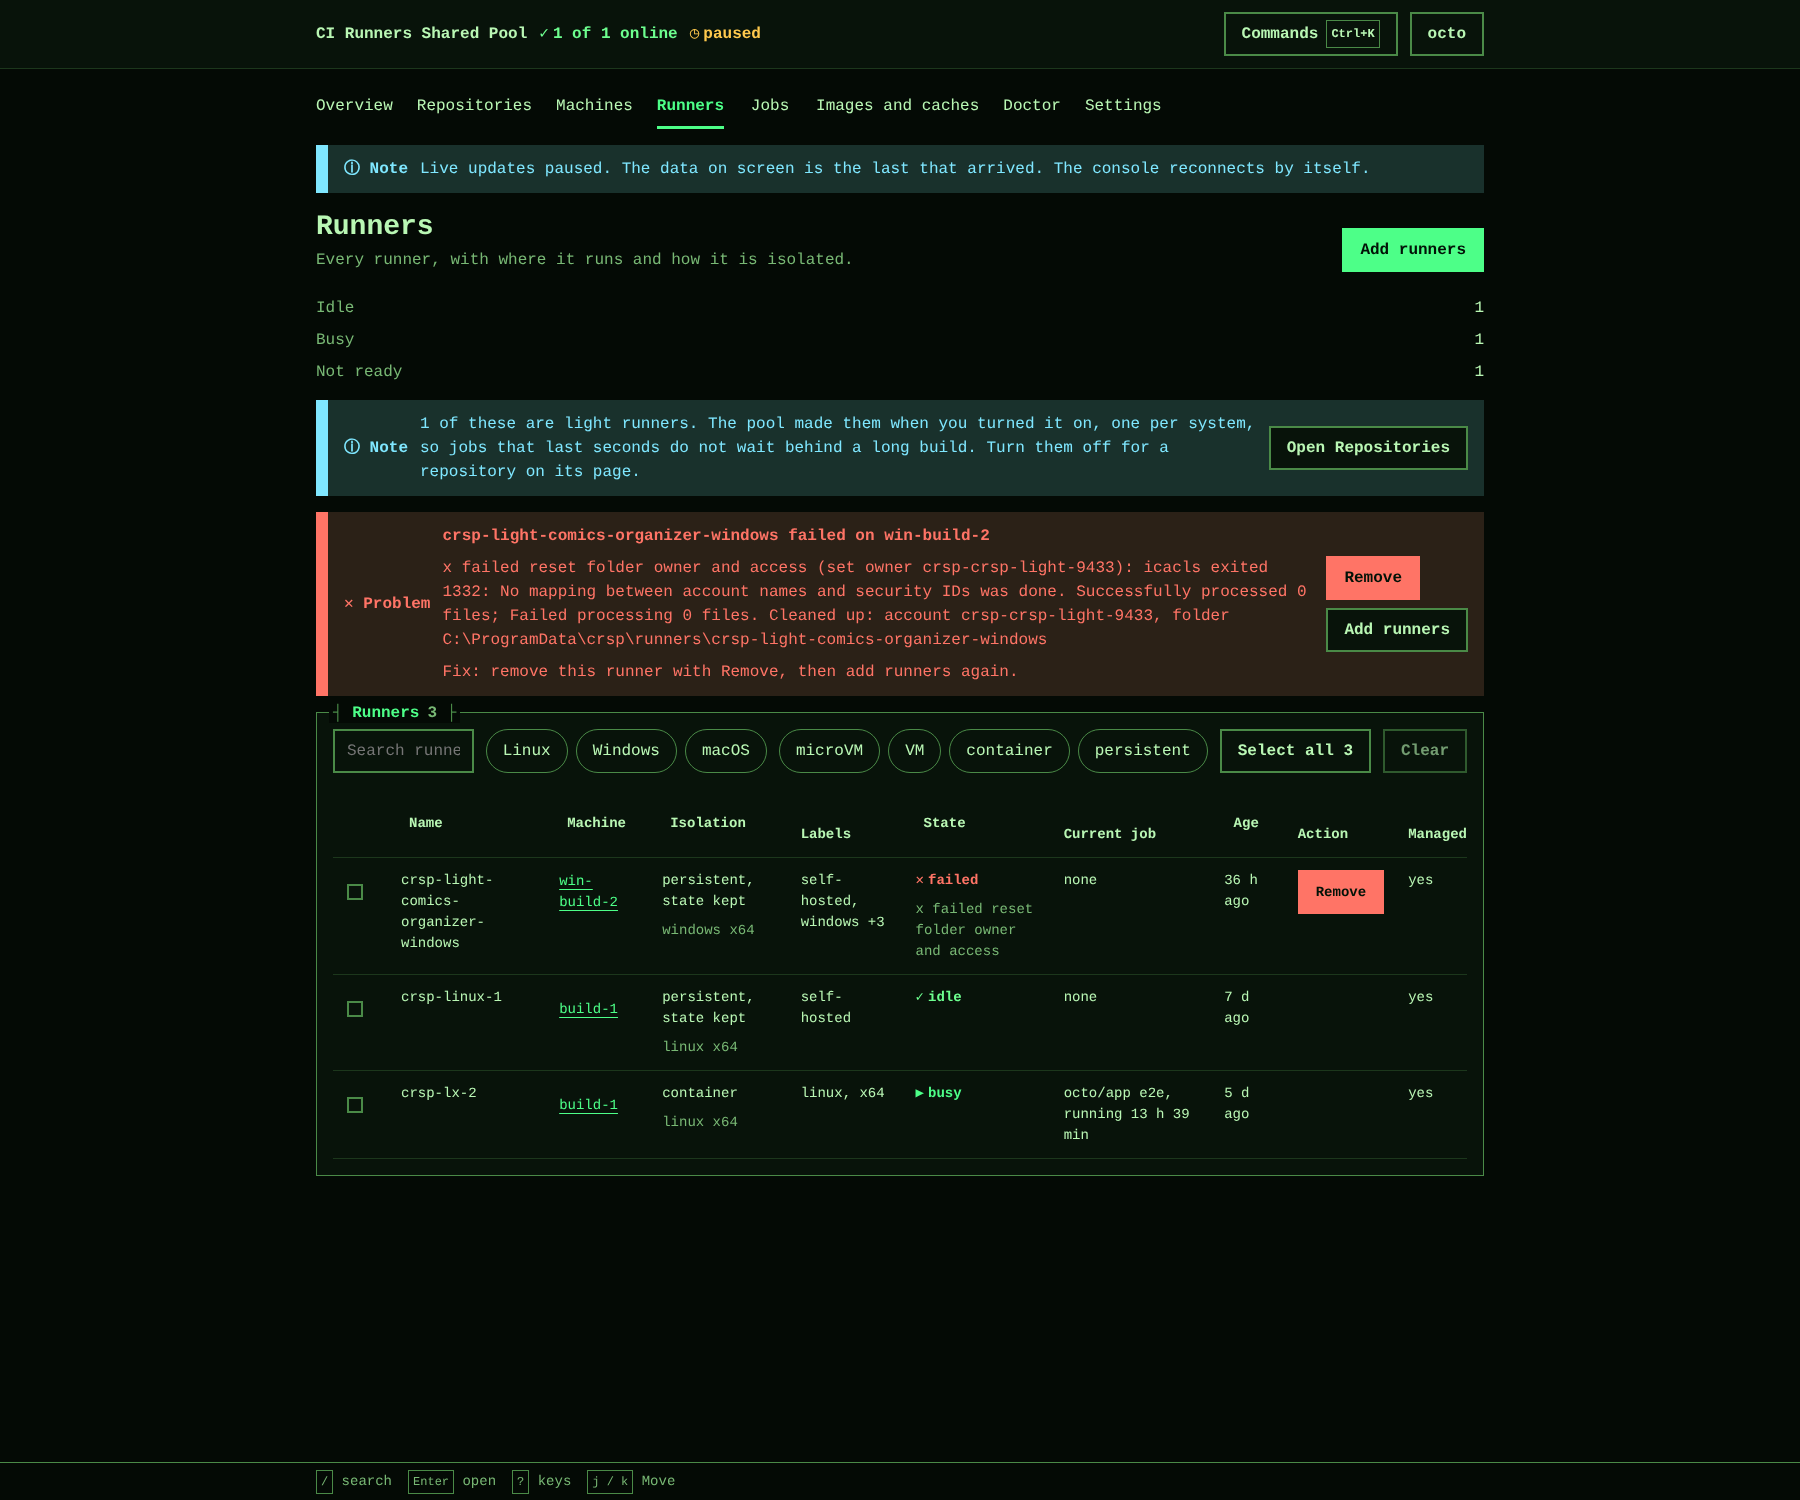 CI Runners Shared Pool ✓ 1 of 1 online ◷ paused Commands Ctrl+K octo
Overview Repositories Machines Runners Jobs Images and caches Doctor Settings
ⓘ Note Live updates paused. The data on screen is the last that arrived. The console reconnects by itself.
Runners
Every runner, with where it runs and how it is isolated.
Add runners
Idle 1
Busy 1
Not ready 1
ⓘ Note
1 of these are light runners. The pool made them when you turned it on, one per system,
so jobs that last seconds do not wait behind a long build. Turn them off for a
repository on its page.
Open Repositories
✕ Problem
crsp-light-comics-organizer-windows failed on win-build-2
x failed reset folder owner and access (set owner crsp-crsp-light-9433): icacls exited
1332: No mapping between account names and security IDs was done. Successfully processed 0
files; Failed processing 0 files. Cleaned up: account crsp-crsp-light-9433, folder
C:\ProgramData\crsp\runners\crsp-light-comics-organizer-windows
Fix: remove this runner with Remove, then add runners again.
Remove
Add runners
Runners 3
Search runne Linux Windows macOS microVM VM container persistent Select all 3 Clear
Name Machine Isolation Labels State Current job Age Action Managed
crsp-light-
comics-
organizer-
windows
win-
build-2
persistent,
state kept
windows x64
self-
hosted,
windows +3
✕ failed
x failed reset
folder owner
and access
none
36 h
ago
Remove
yes
crsp-linux-1
build-1
persistent,
state kept
linux x64
self-
hosted
✓ idle
none
7 d
ago
yes
crsp-lx-2
build-1
container
linux x64
linux, x64
▶ busy
octo/app e2e,
running 13 h 39
min
5 d
ago
yes
/ search Enter open ? keys j / k Move